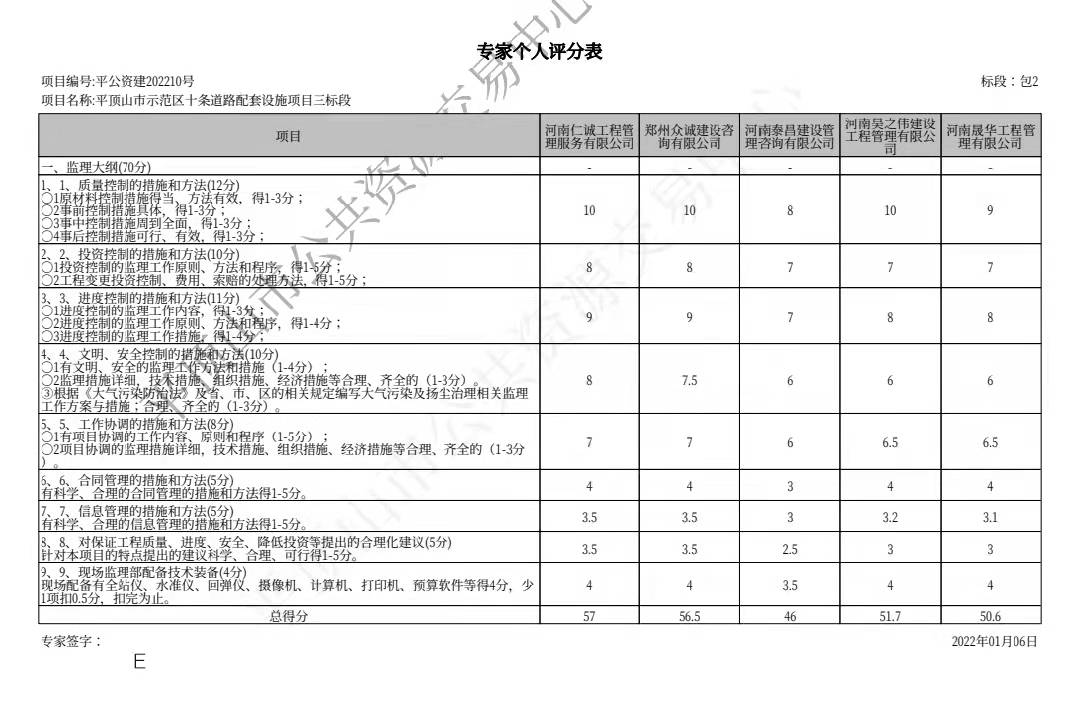 专家个人评分表
项目编号:平公资建202210号
标段：包2
项目名称:平顶山市示范区十条道路配套设施项目三标段
项目
河南仁诚工程管
理服务有限公司
郑州众诚建设咨
询有限公司
河南泰昌建设管
理咨询有限公司
河南昊之伟建设
工程管理有限公
司
河南晟华工程管
理有限公司
一、监理大纲(70分)
- - - - -
1、1、质量控制的措施和方法(12分)
〇1原材料控制措施得当、方法有效，得1-3分；
〇2事前控制措施具体，得1-3分；
〇3事中控制措施周到全面，得1-3分；
〇4事后控制措施可行、有效，得1-3分；
10 10 8 10 9
2、2、投资控制的措施和方法(10分)
〇1投资控制的监理工作原则、方法和程序，得1-5分；
〇2工程变更投资控制、费用、索赔的处理方法，得1-5分；
8 8 7 7 7
3、3、进度控制的措施和方法(11分)
〇1进度控制的监理工作内容，得1-3分；
〇2进度控制的监理工作原则、方法和程序，得1-4分；
〇3进度控制的监理工作措施，得1-4分；
9 9 7 8 8
4、4、文明、安全控制的措施和方法(10分)
〇1有文明、安全的监理工作方法和措施（1-4分）；
〇2监理措施详细，技术措施、组织措施、经济措施等合理、齐全的（1-3分）。
③根据《大气污染防治法》及省、市、区的相关规定编写大气污染及扬尘治理相关监理
工作方案与措施；合理、齐全的（1-3分）。
8 7.5 6 6 6
5、5、工作协调的措施和方法(8分)
〇1有项目协调的工作内容、原则和程序（1-5分）；
〇2项目协调的监理措施详细，技术措施、组织措施、经济措施等合理、齐全的（1-3分
）。
7 7 6 6.5 6.5
6、6、合同管理的措施和方法(5分)
有科学、合理的合同管理的措施和方法得1-5分。
4 4 3 4 4
7、7、信息管理的措施和方法(5分)
有科学、合理的信息管理的措施和方法得1-5分。
3.5 3.5 3 3.2 3.1
8、8、对保证工程质量、进度、安全、降低投资等提出的合理化建议(5分)
针对本项目的特点提出的建议科学、合理、可行得1-5分。
3.5 3.5 2.5 3 3
9、9、现场监理部配备技术装备(4分)
现场配备有全站仪、水准仪、回弹仪、摄像机、计算机、打印机、预算软件等得4分，少
1项扣0.5分，扣完为止。
4 4 3.5 4 4
总得分 57 56.5 46 51.7 50.6
专家签字：
2022年01月06日
E
平顶山市公共资源交易中心
平顶山市公共资源交易中心